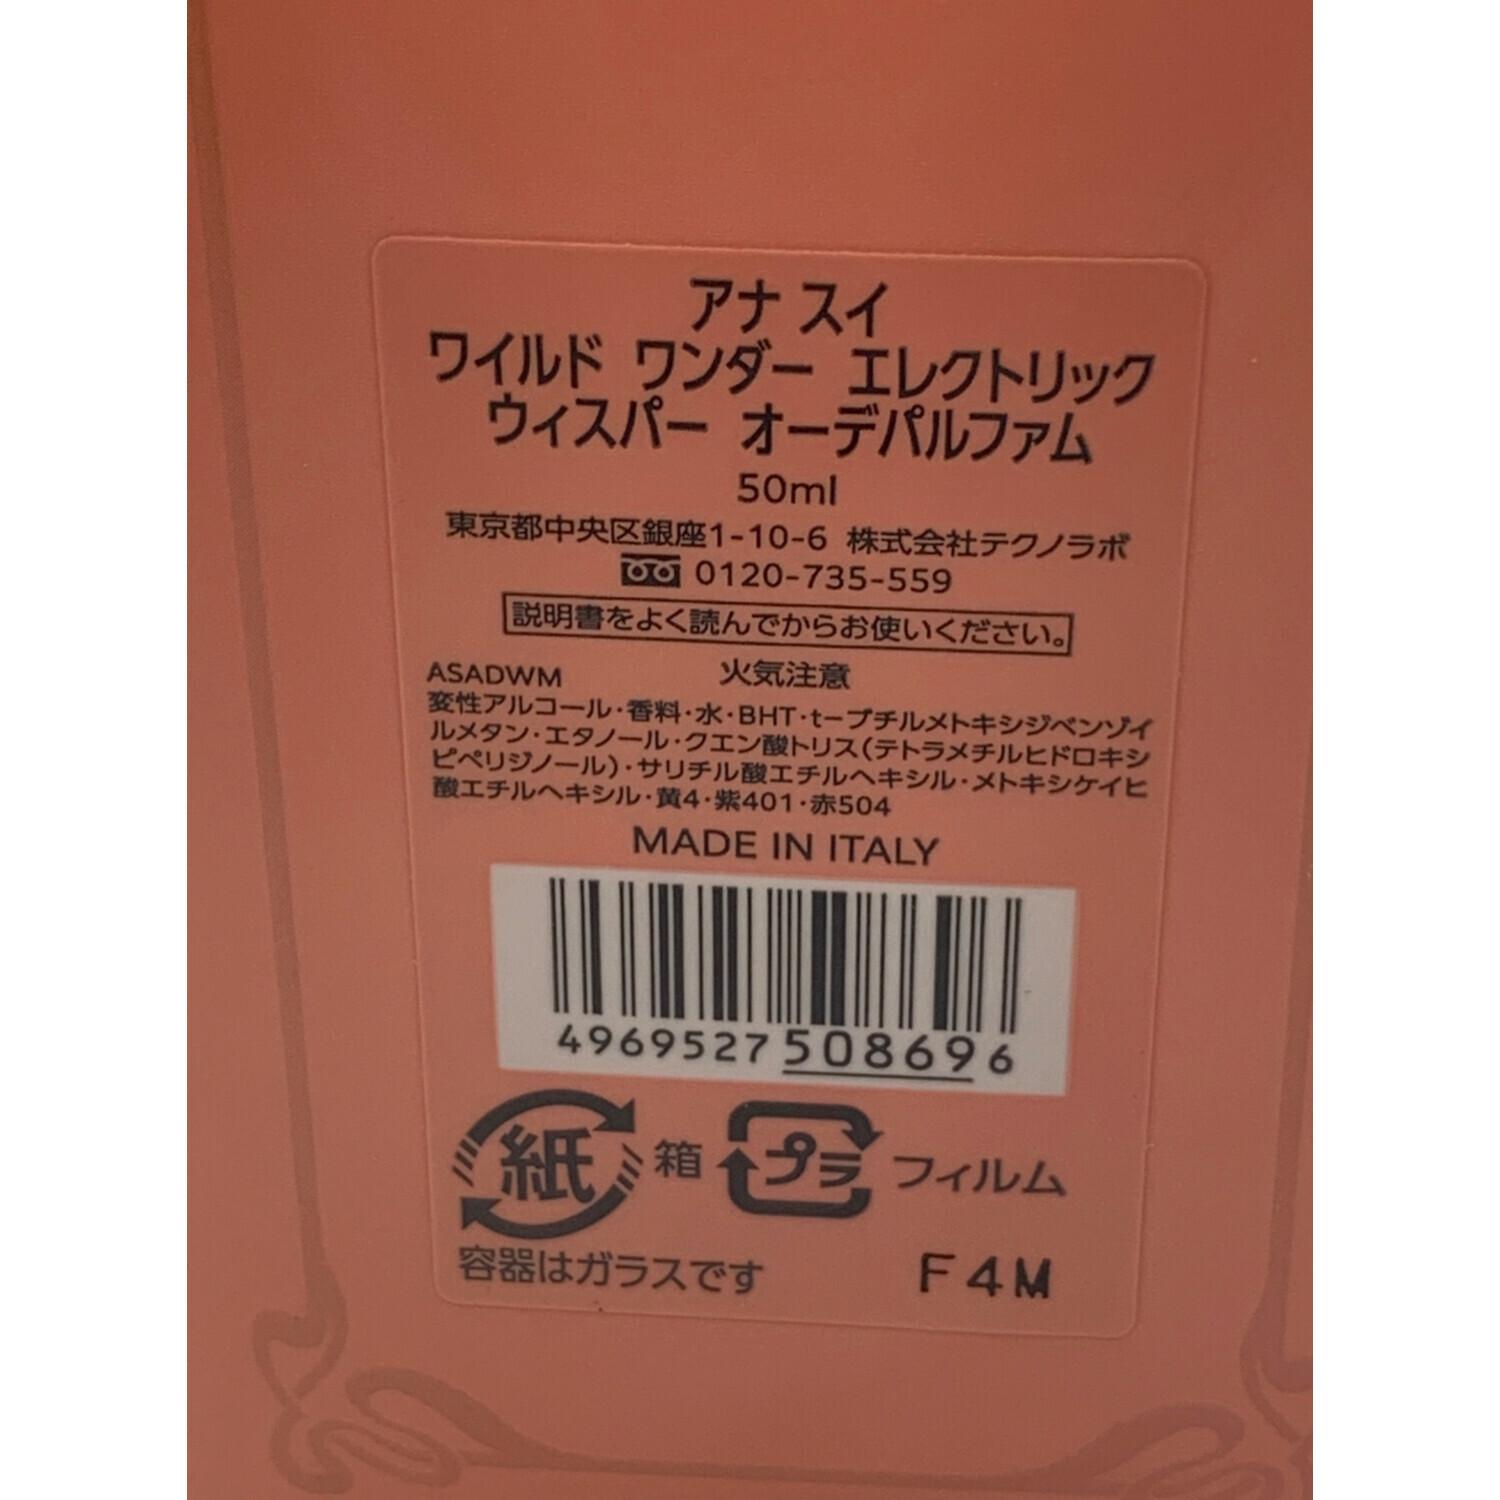 アナ スイ
ワイルド ワンダー エレクトリック
ウィスパー オーデパルファム
50ml
東京都中央区銀座1-10-6 株式会社テクノラボ
0120-735-559
説明書をよく読んでからお使いください。
ASADWM 火気注意
変性アルコール・香料・水・BHT・t-ブチルメトキシジベンゾイ
ルメタン・エタノール・クエン酸トリス(テトラメチルヒドロキシ
ピペリジノール)・サリチル酸エチルヘキシル・メトキシケイヒ
酸エチルヘキシル・黄4・紫401・赤504
MADE IN ITALY
4969527508696
紙 箱 プラ フィルム
容器はガラスです F4M